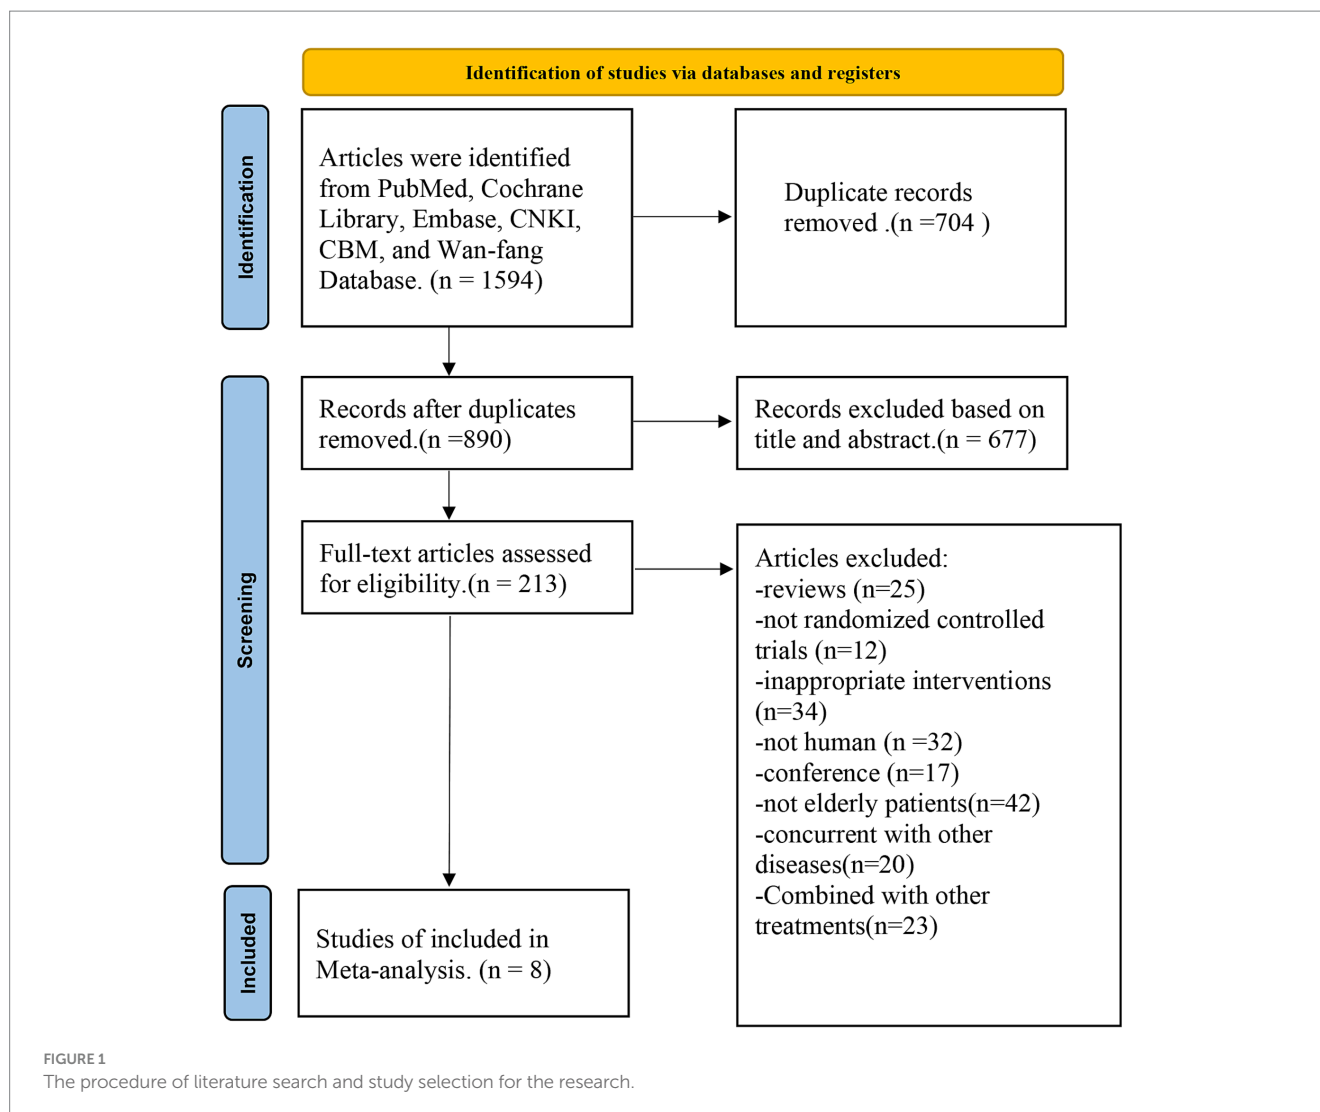 Identification of studies via databases and registers
Identification
Articles were identified
from PubMed, Cochrane
Library, Embase, CNKI,
CBM, and Wan-fang
Database. (n = 1594)
Duplicate records
removed .(n =704 )
Screening
Records after duplicates
removed.(n =890)
Records excluded based on
title and abstract.(n = 677)
Full-text articles assessed
for eligibility.(n = 213)
Articles excluded:
-reviews (n=25)
-not randomized controlled
trials (n=12)
-inappropriate interventions
(n=34)
-not human (n =32)
-conference (n=17)
-not elderly patients(n=42)
-concurrent with other
diseases(n=20)
-Combined with other
treatments(n=23)
Included
Studies of included in
Meta-analysis. (n = 8)
FIGURE 1
The procedure of literature search and study selection for the research.